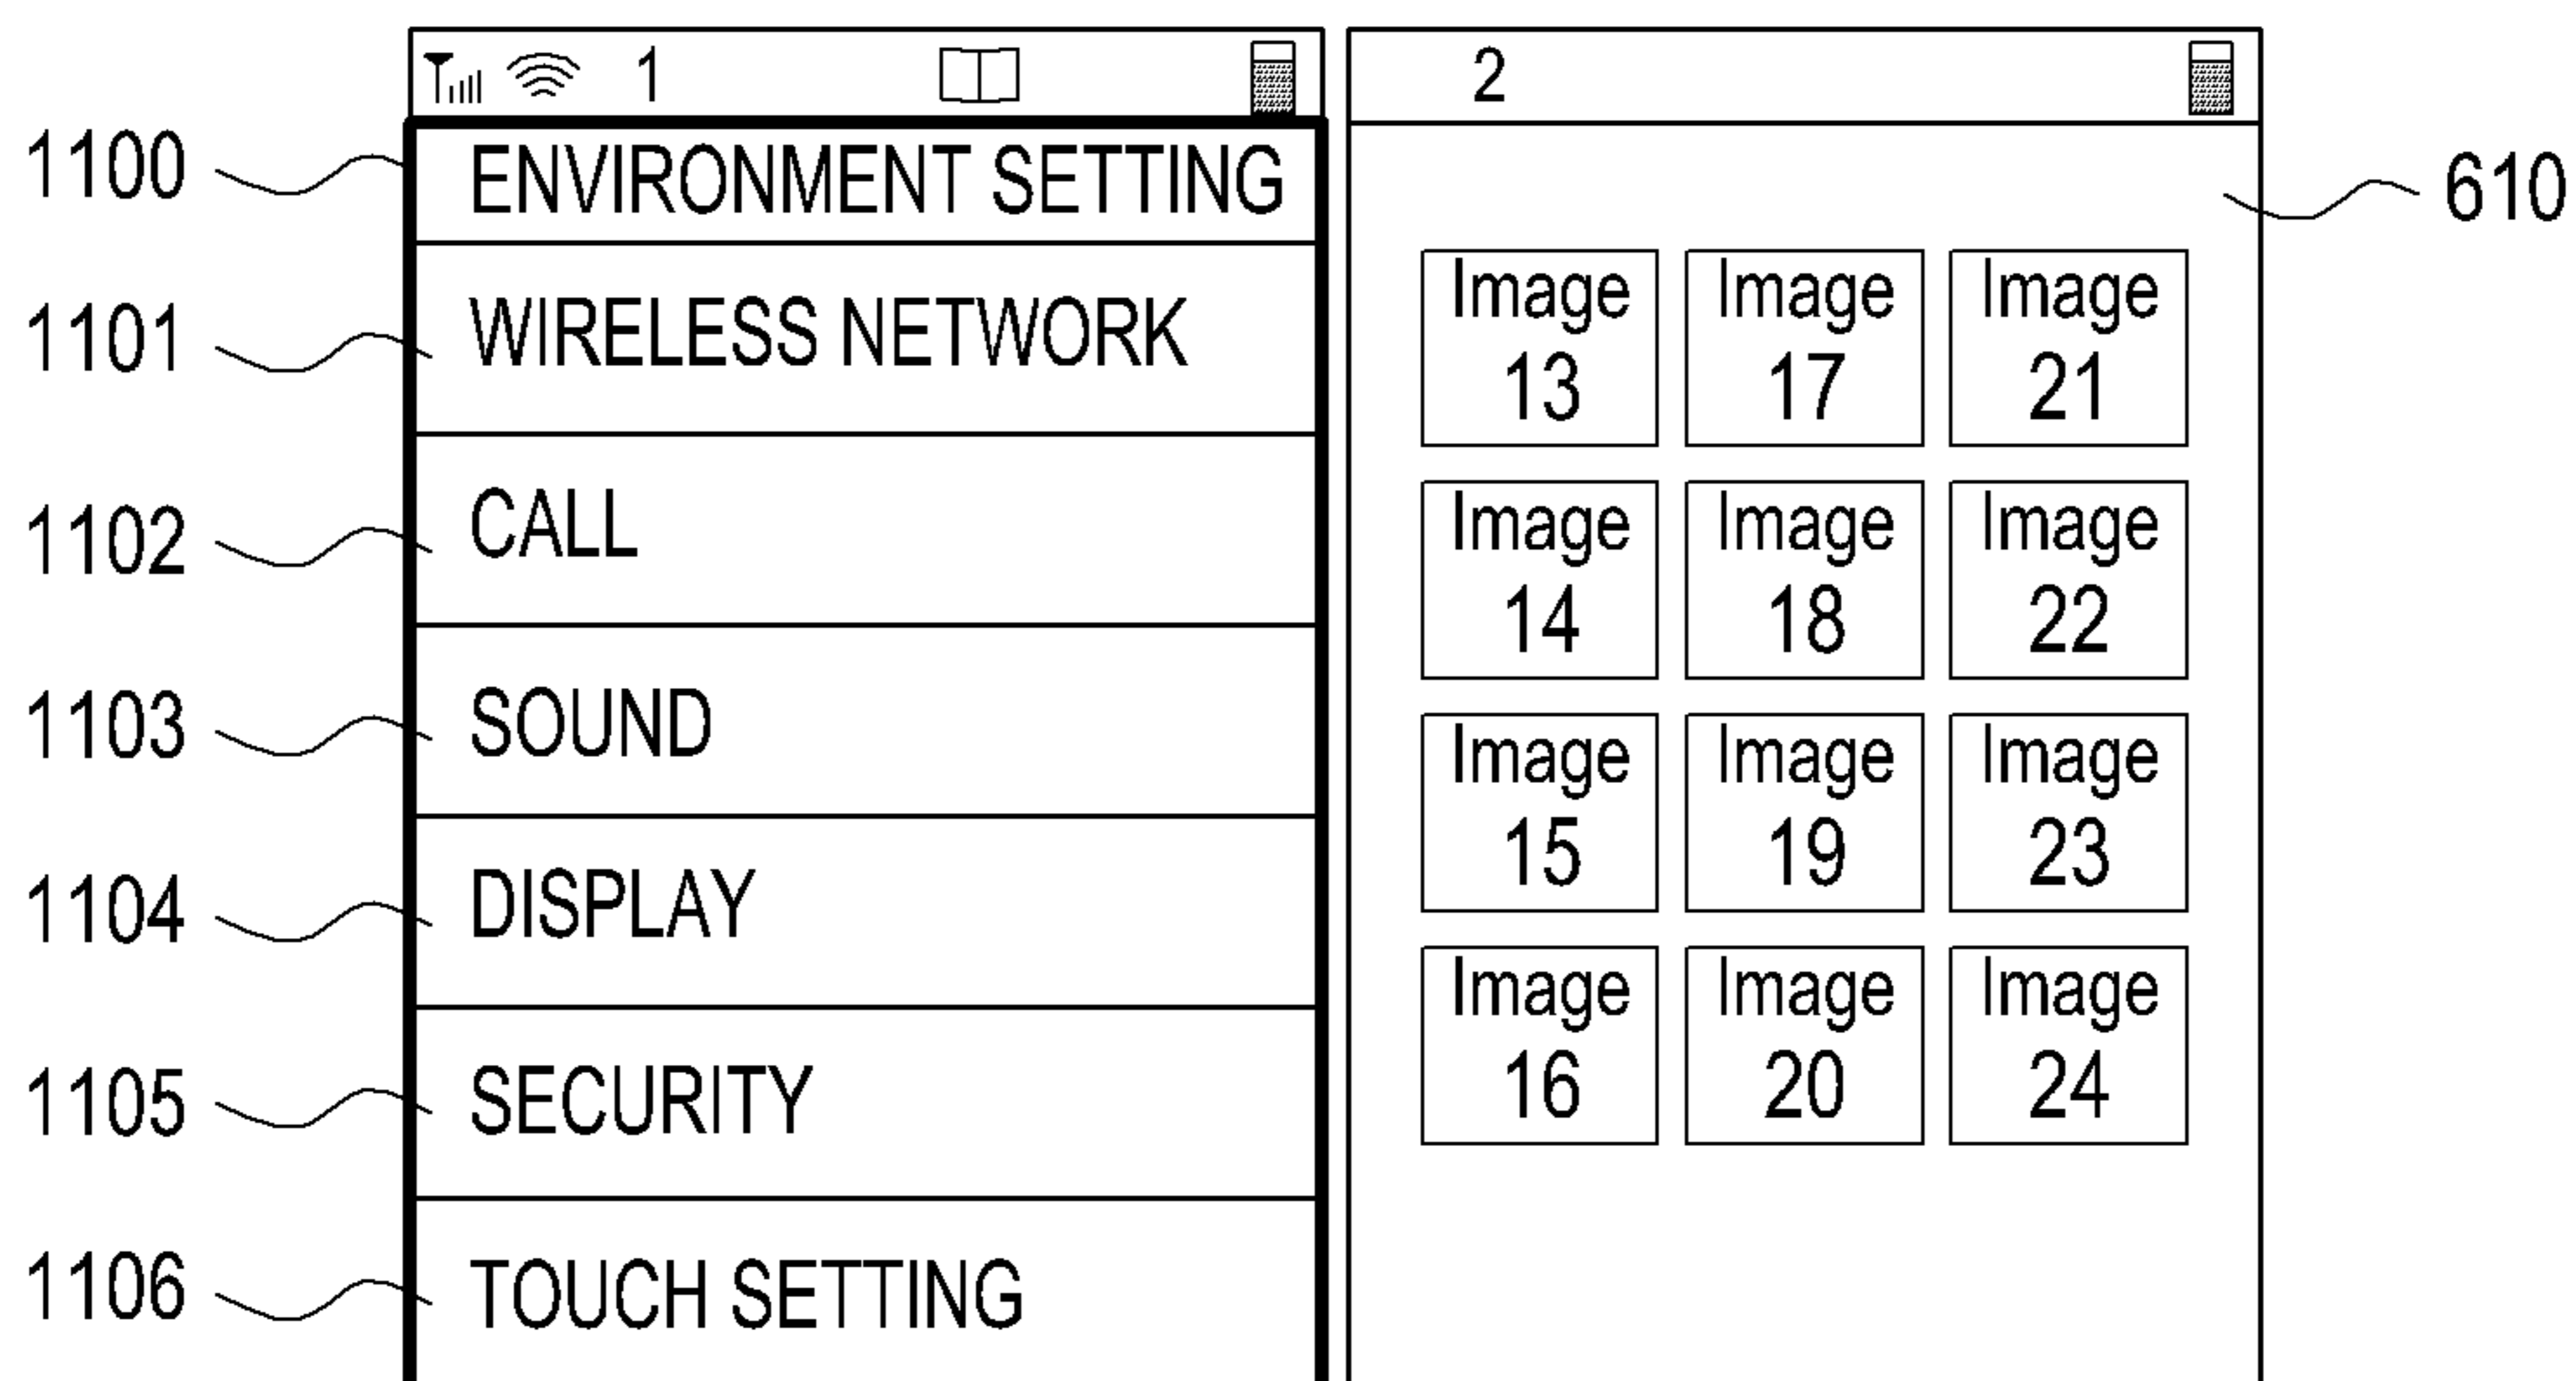 1
1100
ENVIRONMENT SETTING
1101
WIRELESS NETWORK
1102
CALL
1103
SOUND
1104
DISPLAY
1105
SECURITY
1106
TOUCH SETTING
2
610
Image
13
Image
17
Image
21
Image
14
Image
18
Image
22
Image
15
Image
19
Image
23
Image
16
Image
20
Image
24